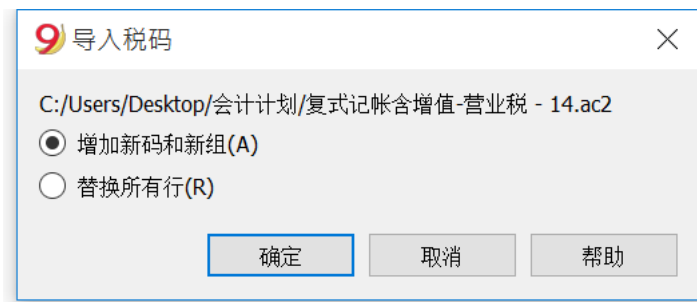 9 导入税码
C:/Users/Desktop/会计计划/复式记帐含增值-营业税 - 14.ac2
增加新码和新组(A)
替换所有行(R)
确定 取消 帮助